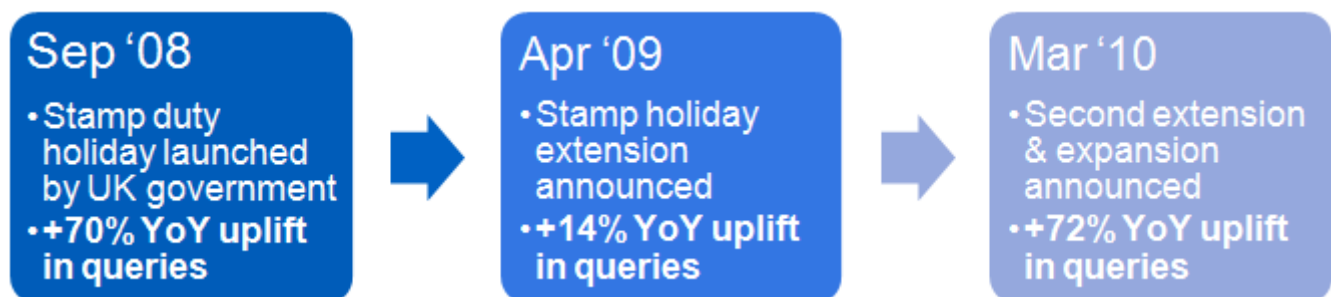 Sep ‘08
•Stamp duty
holiday launched
by UK government
•+70% YoY uplift
in queries
Apr ‘09
•Stamp holiday
extension
announced
•+14% YoY uplift
in queries
Mar ‘10
•Second extension
& expansion
announced
•+72% YoY uplift
in queries